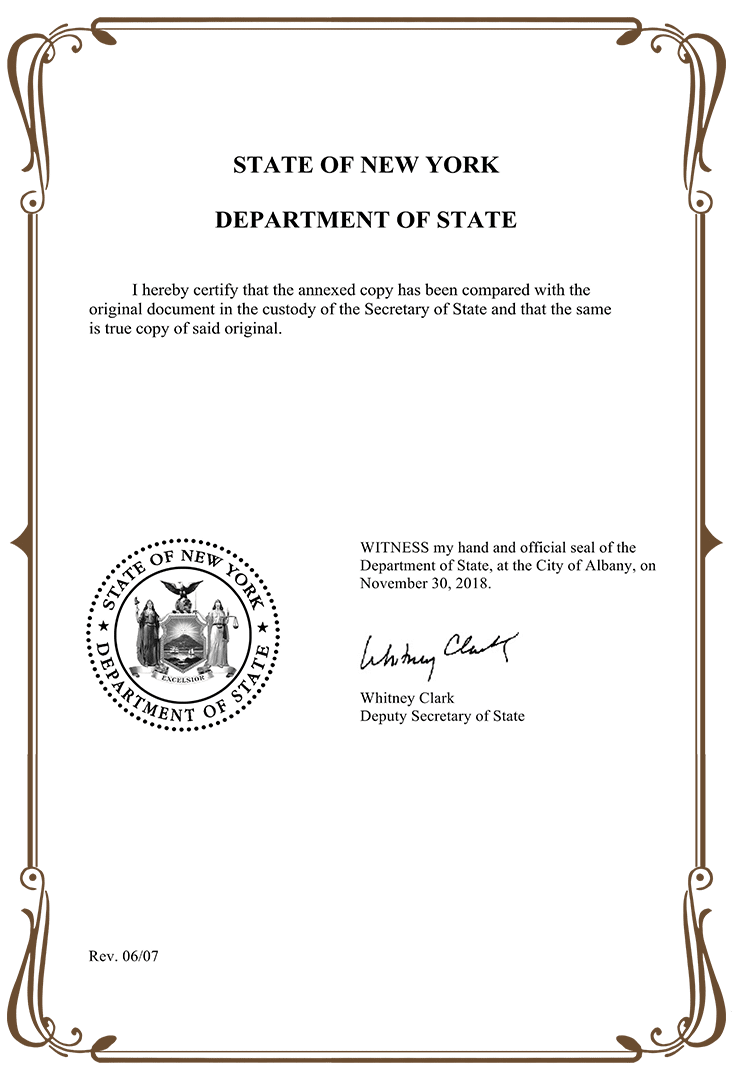 STATE OF NEW YORK
DEPARTMENT OF STATE
I hereby certify that the annexed copy has been compared with the
original document in the custody of the Secretary of State and that the same
is true copy of said original.
STATE OF NEW YORK
DEPARTMENT OF STATE
EXCELSIOR
WITNESS my hand and official seal of the
Department of State, at the City of Albany, on
November 30, 2018.
Whitney Clark
Whitney Clark
Deputy Secretary of State
Rev. 06/07